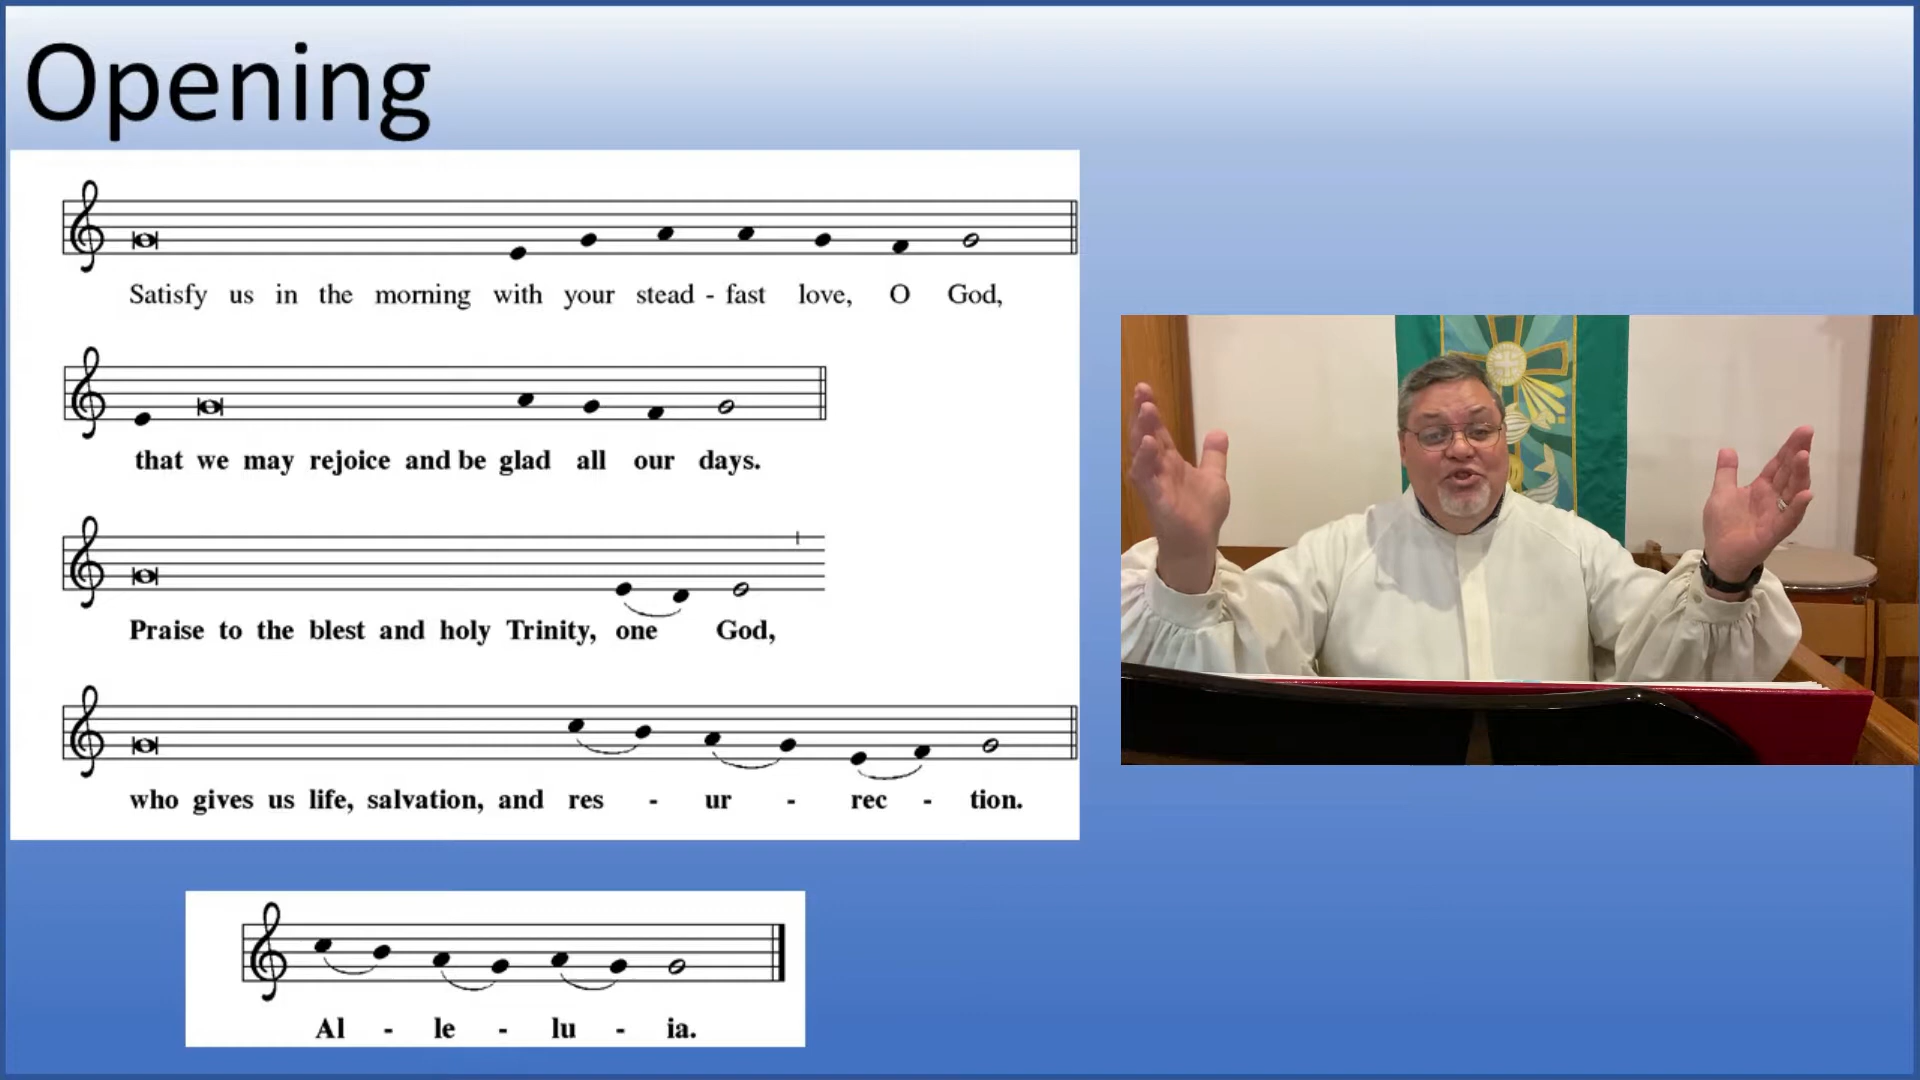 Opening
Satisfy us in the morning with your stead - fast love, O God,
that we may rejoice and be glad all our days.
Praise to the blest and holy Trinity, one God,
who gives us life, salvation, and res - ur - rec - tion.
Al - le - lu - ia.